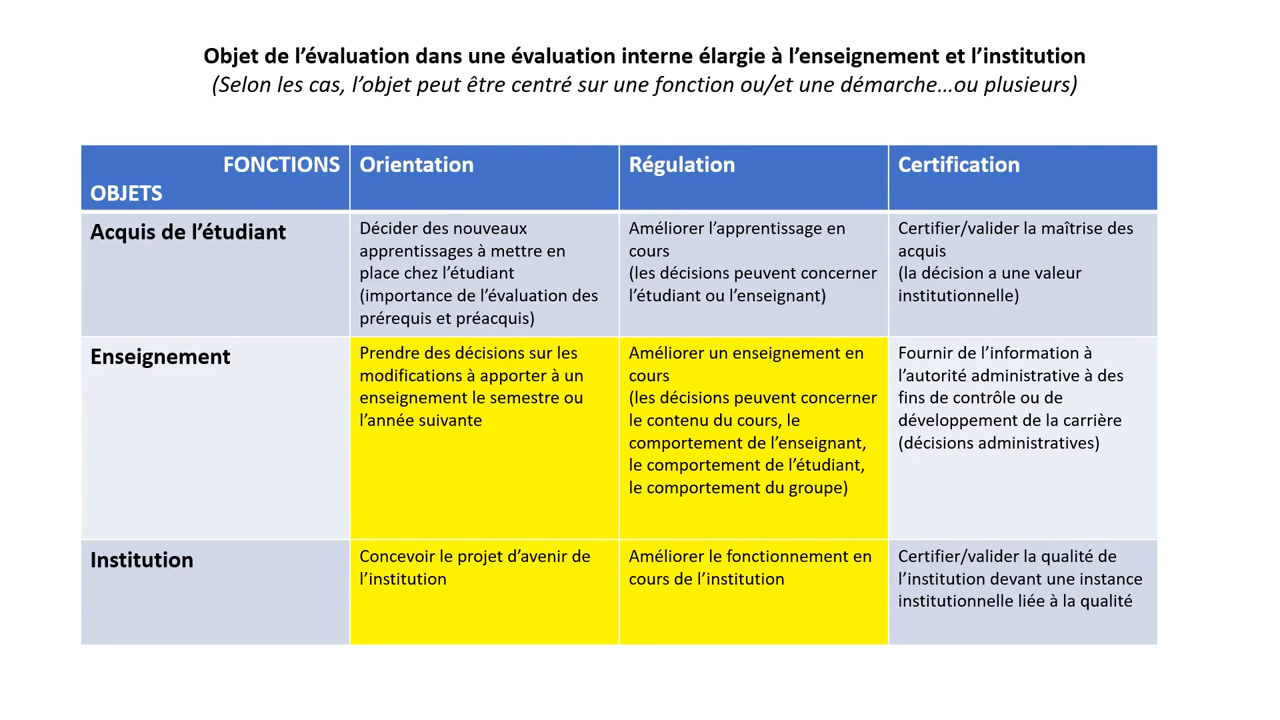 Objet de l’évaluation dans une évaluation interne élargie à l’enseignement et l’institution
(Selon les cas, l’objet peut être centré sur une fonction ou/et une démarche…ou plusieurs)
FONCTIONS
OBJETS
Orientation
Régulation
Certification
Acquis de l’étudiant
Décider des nouveaux
apprentissages à mettre en
place chez l’étudiant
(importance de l’évaluation des
prérequis et préacquis)
Améliorer l’apprentissage en
cours
(les décisions peuvent concerner
l’étudiant ou l’enseignant)
Certifier/valider la maîtrise des
acquis
(la décision a une valeur
institutionnelle)
Enseignement
Prendre des décisions sur les
modifications à apporter à un
enseignement le semestre ou
l’année suivante
Améliorer un enseignement en
cours
(les décisions peuvent concerner
le contenu du cours, le
comportement de l’enseignant,
le comportement de l’étudiant,
le comportement du groupe)
Fournir de l’information à
l’autorité administrative à des
fins de contrôle ou de
développement de la carrière
(décisions administratives)
Institution
Concevoir le projet d’avenir de
l’institution
Améliorer le fonctionnement en
cours de l’institution
Certifier/valider la qualité de
l’institution devant une instance
institutionnelle liée à la qualité